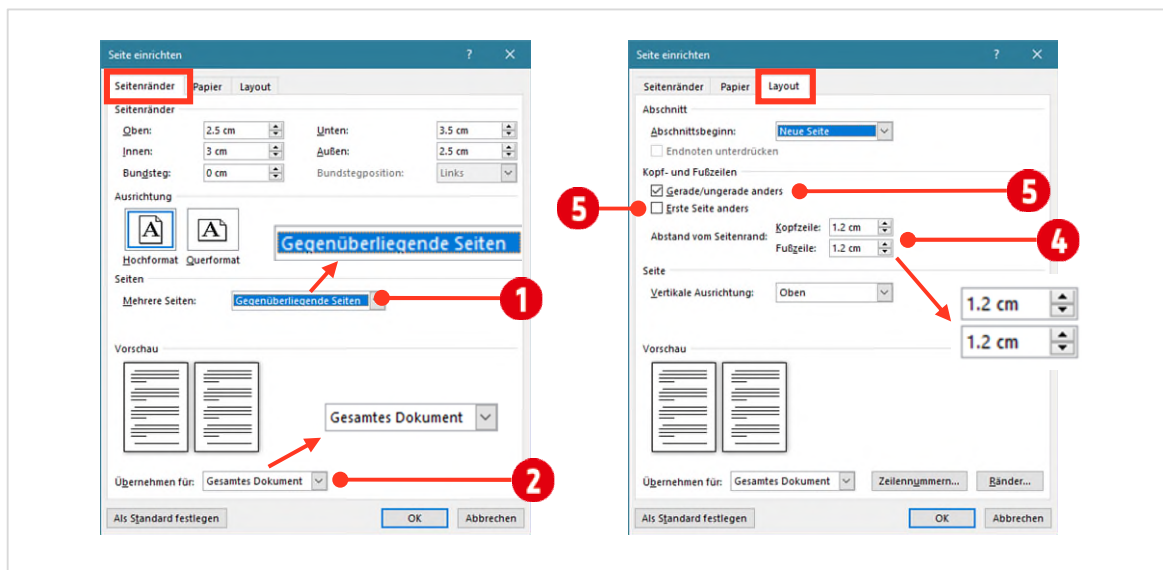 Seite einrichten ? ×
Seitenränder Papier Layout
Seitenränder
Oben: 2.5 cm Unten: 3.5 cm
Innen: 3 cm Außen: 2.5 cm
Bundsteg: 0 cm Bundstegposition: Links
Ausrichtung
A A
Hochformat Querformat
Gegenüberliegende Seiten
Seiten
Mehrere Seiten: Gegenüberliegende Seiten
1
Vorschau
Gesamtes Dokument
Übernehmen für: Gesamtes Dokument
2
Als Standard festlegen OK Abbrechen
Seite einrichten ? ×
Seitenränder Papier Layout
Abschnitt
Abschnittsbeginn: Neue Seite
Endnoten unterdrücken
Kopf- und Fußzeilen
Gerade/ungerade anders
5
5
Erste Seite anders
Abstand vom Seitenrand: Kopfzeile: 1.2 cm
Fußzeile: 1.2 cm
4
Seite
Vertikale Ausrichtung: Oben
1.2 cm
1.2 cm
Vorschau
Übernehmen für: Gesamtes Dokument Zeilennummern... Ränder...
Als Standard festlegen OK Abbrechen